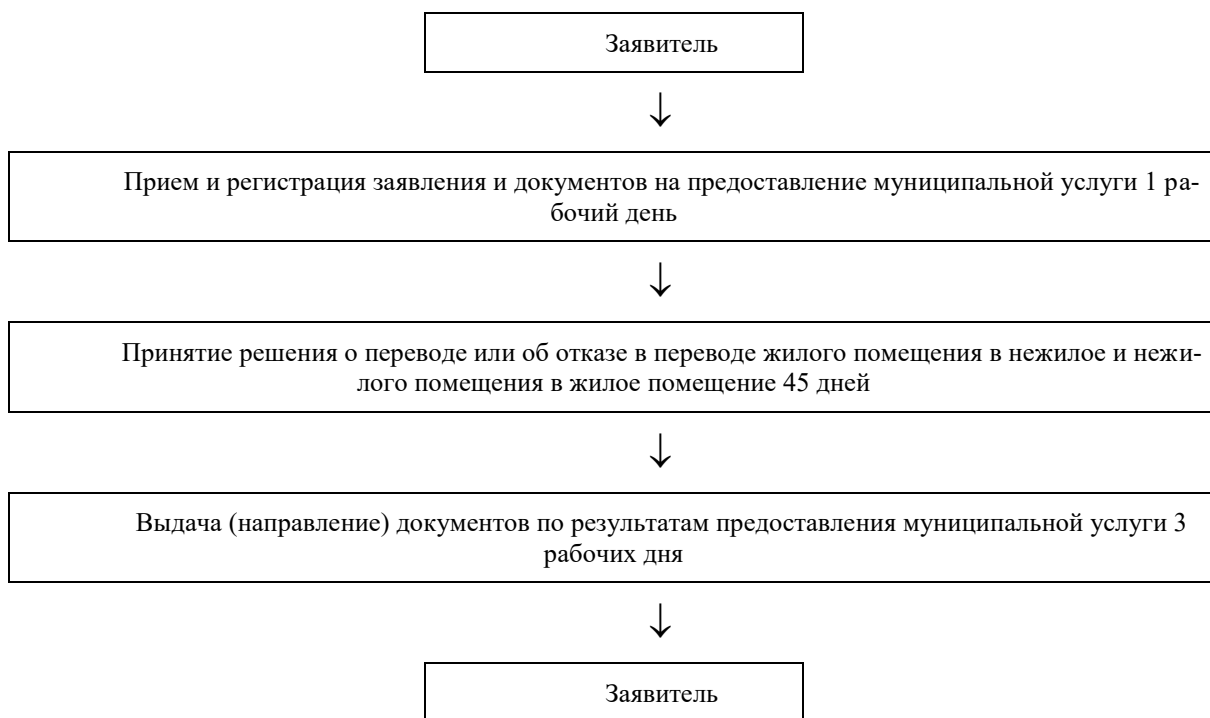 Заявитель
↓
Прием и регистрация заявления и документов на предоставление муниципальной услуги 1 ра-
бочий день
↓
Принятие решения о переводе или об отказе в переводе жилого помещения в нежилое и нежи-
лого помещения в жилое помещение 45 дней
↓
Выдача (направление) документов по результатам предоставления муниципальной услуги 3
рабочих дня
↓
Заявитель